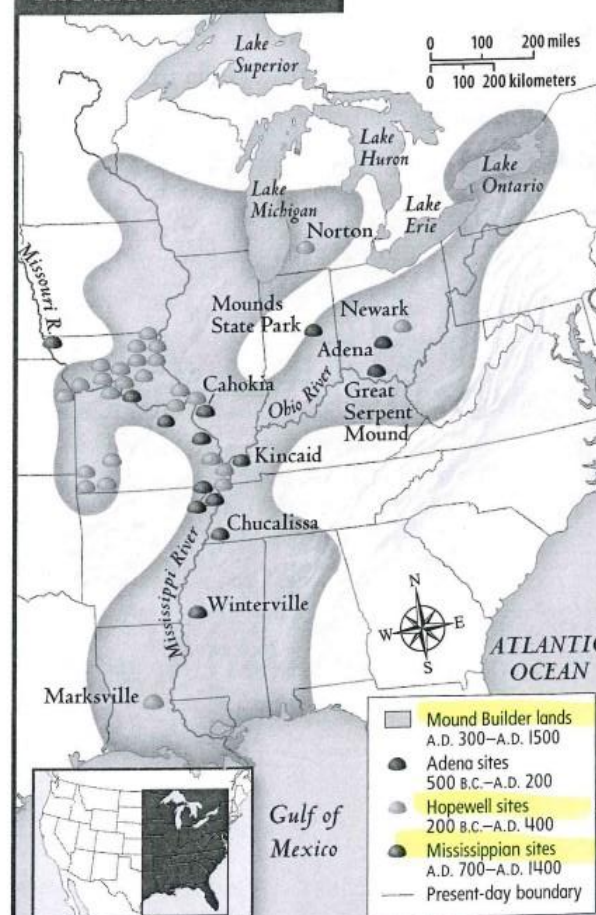 Lake
Superior
0 100 200 miles
0 100 200 kilometers
Lake
Huron
Lake
Ontario
Lake
Michigan
Lake
Erie
Norton
Missouri R.
Mounds
State Park
Newark
Adena
Cahokia
Ohio River
Great
Serpent
Mound
Kincaid
Chucalissa
Mississippi River
Winterville
N
W E
S
ATLANTIC
OCEAN
Marksville
Gulf of
Mexico
Mound Builder lands
A.D. 300–A.D. 1500
Adena sites
500 B.C.–A.D. 200
Hopewell sites
200 B.C.–A.D. 400
Mississippian sites
A.D. 700–A.D. 1400
Present-day boundary